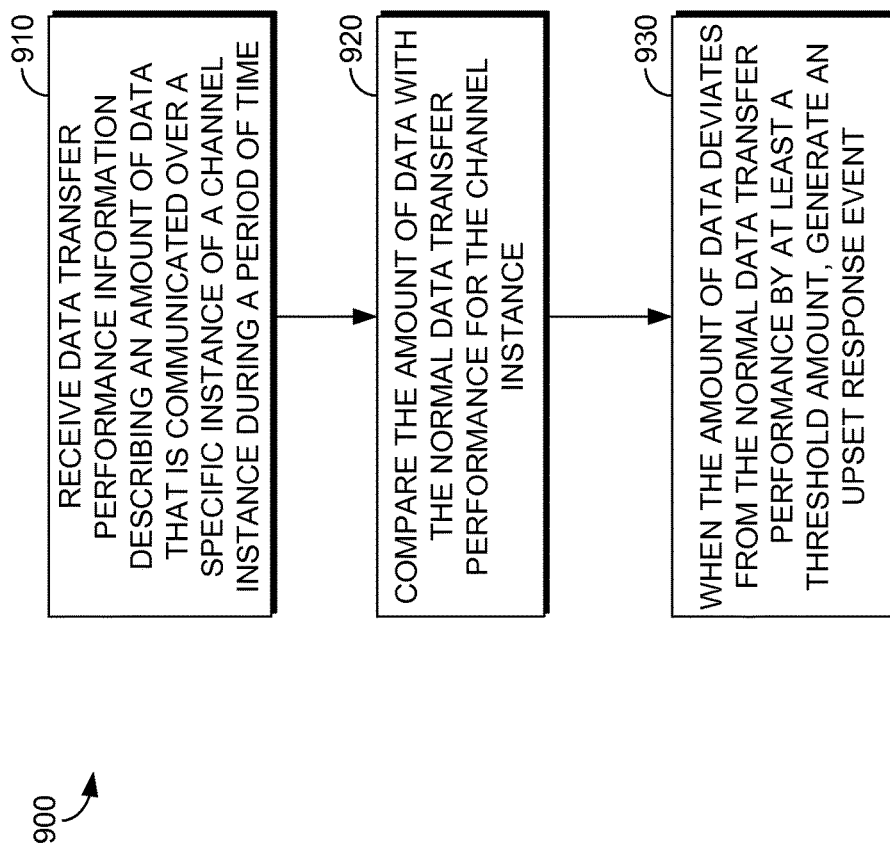 900
910
RECEIVE DATA TRANSFER
PERFORMANCE INFORMATION
DESCRIBING AN AMOUNT OF DATA
THAT IS COMMUNICATED OVER A
SPECIFIC INSTANCE OF A CHANNEL
INSTANCE DURING A PERIOD OF TIME
920
COMPARE THE AMOUNT OF DATA WITH
THE NORMAL DATA TRANSFER
PERFORMANCE FOR THE CHANNEL
INSTANCE
930
WHEN THE AMOUNT OF DATA DEVIATES
FROM THE NORMAL DATA TRANSFER
PERFORMANCE BY AT LEAST A
THRESHOLD AMOUNT, GENERATE AN
UPSET RESPONSE EVENT